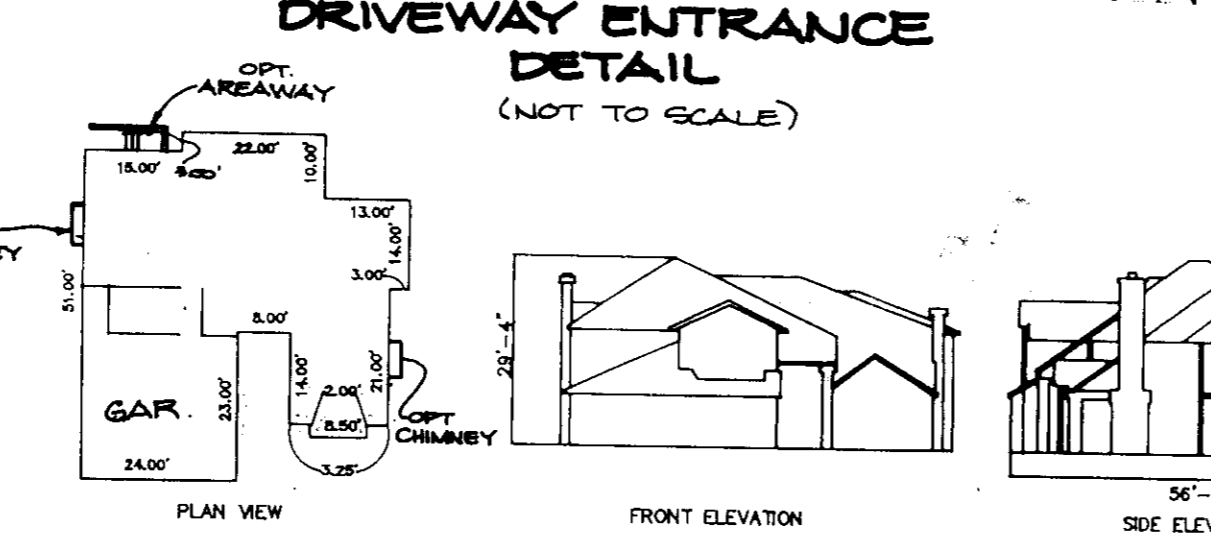 DRIVEWAY ENTRANCE
DETAIL
(NOT TO SCALE)
OPT.
AREAWAY
15.00'
22.00'
10.00'
13.00'
14.00'
3.00'
51.00'
8.00'
14.00'
2.00'
21.00'
8.50'
3.25'
23.00'
GAR.
24.00'
OPT
CHIMNEY
PLAN VIEW
29'-4"
FRONT ELEVATION
56'-
SIDE ELEV